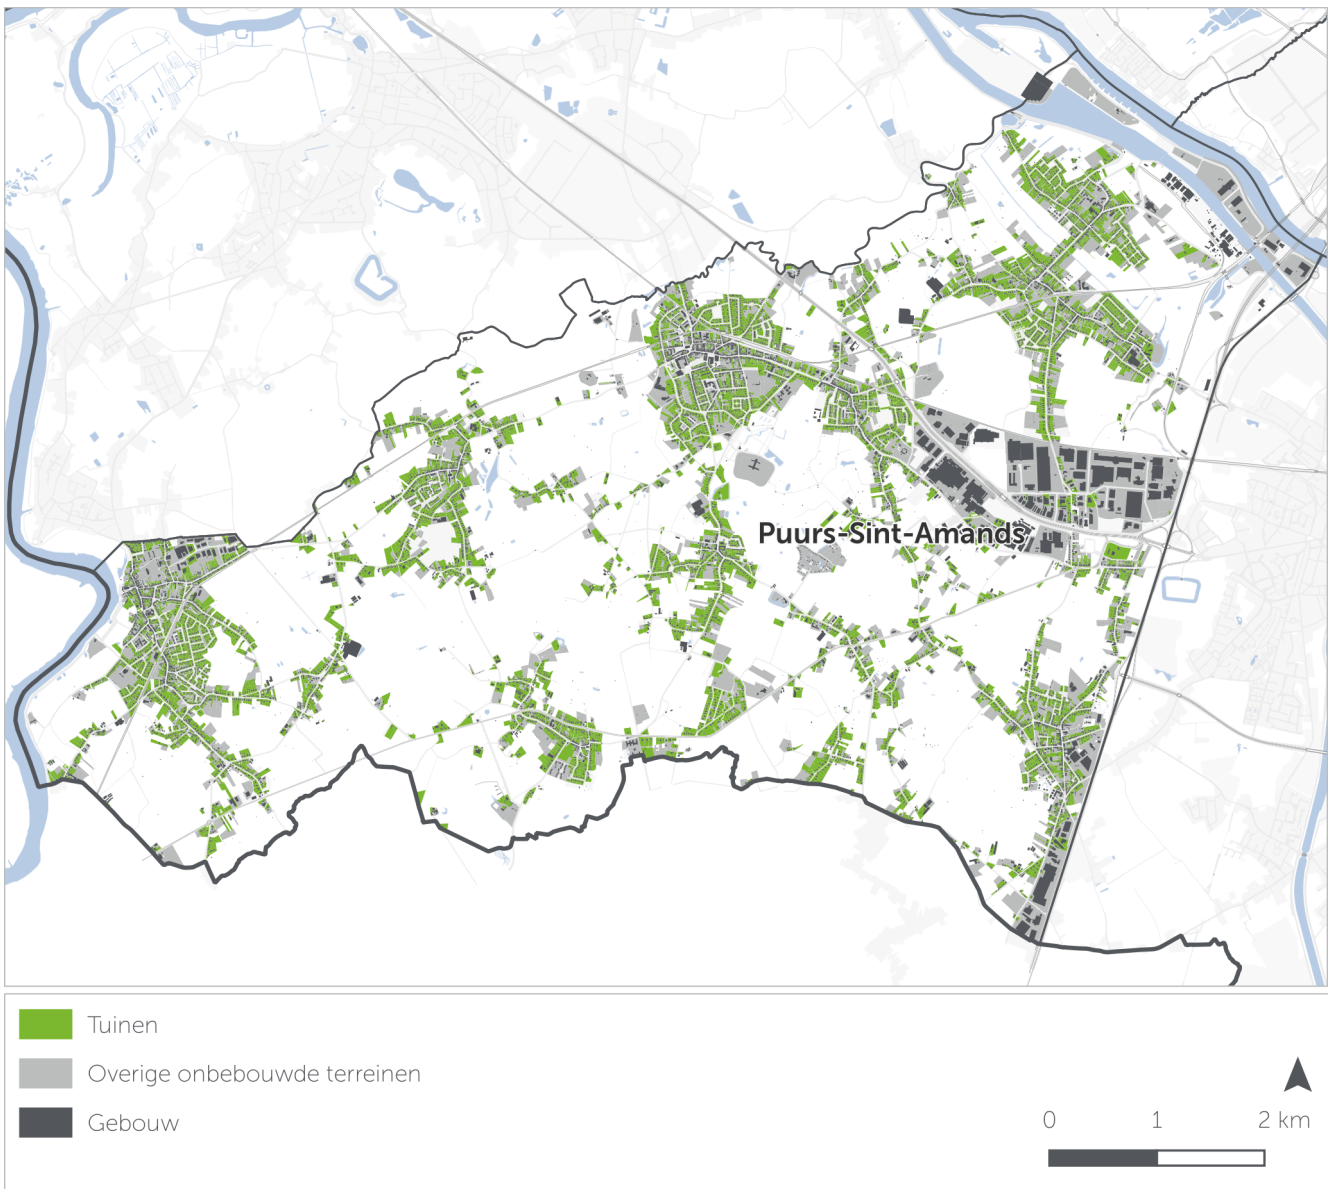 Puurs-Sint-Amands
Tuinen
Overige onbebouwde terreinen
Gebouw
0 1 2 km